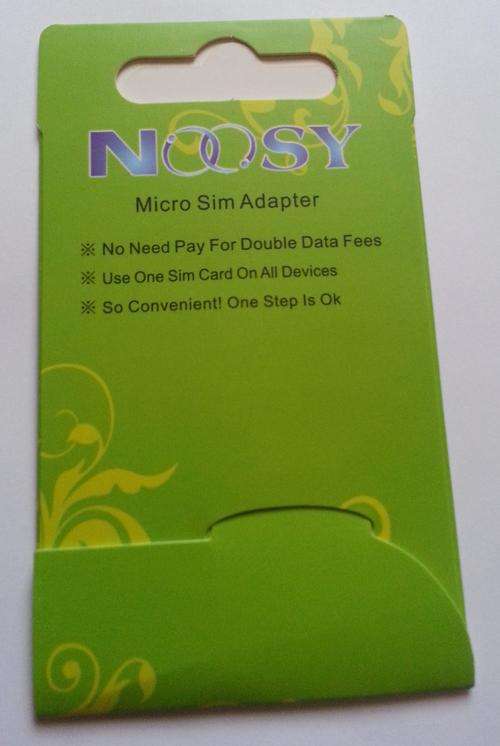 NOOSY
Micro Sim Adapter
※ No Need Pay For Double Data Fees
※ Use One Sim Card On All Devices
※ So Convenient! One Step Is Ok